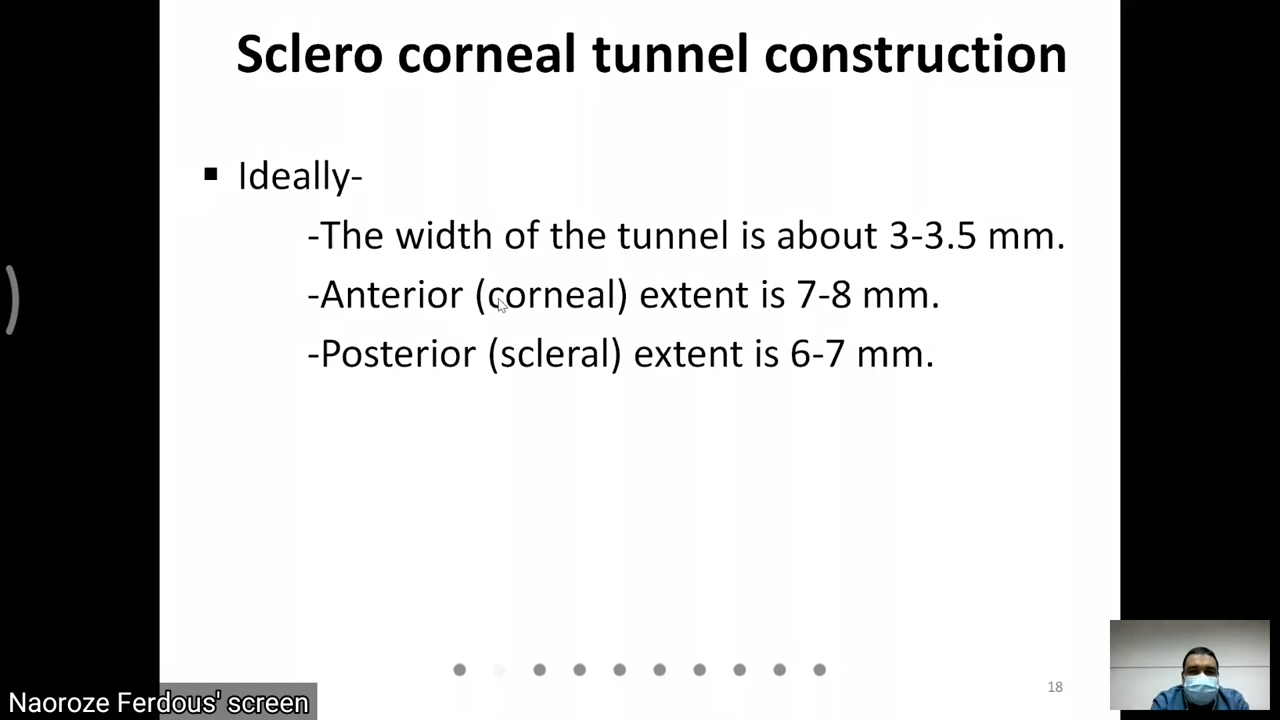 Sclero corneal tunnel construction
▪ Ideally-
-The width of the tunnel is about 3-3.5 mm.
-Anterior (corneal) extent is 7-8 mm.
-Posterior (scleral) extent is 6-7 mm.
18
Naoroze Ferdous' screen